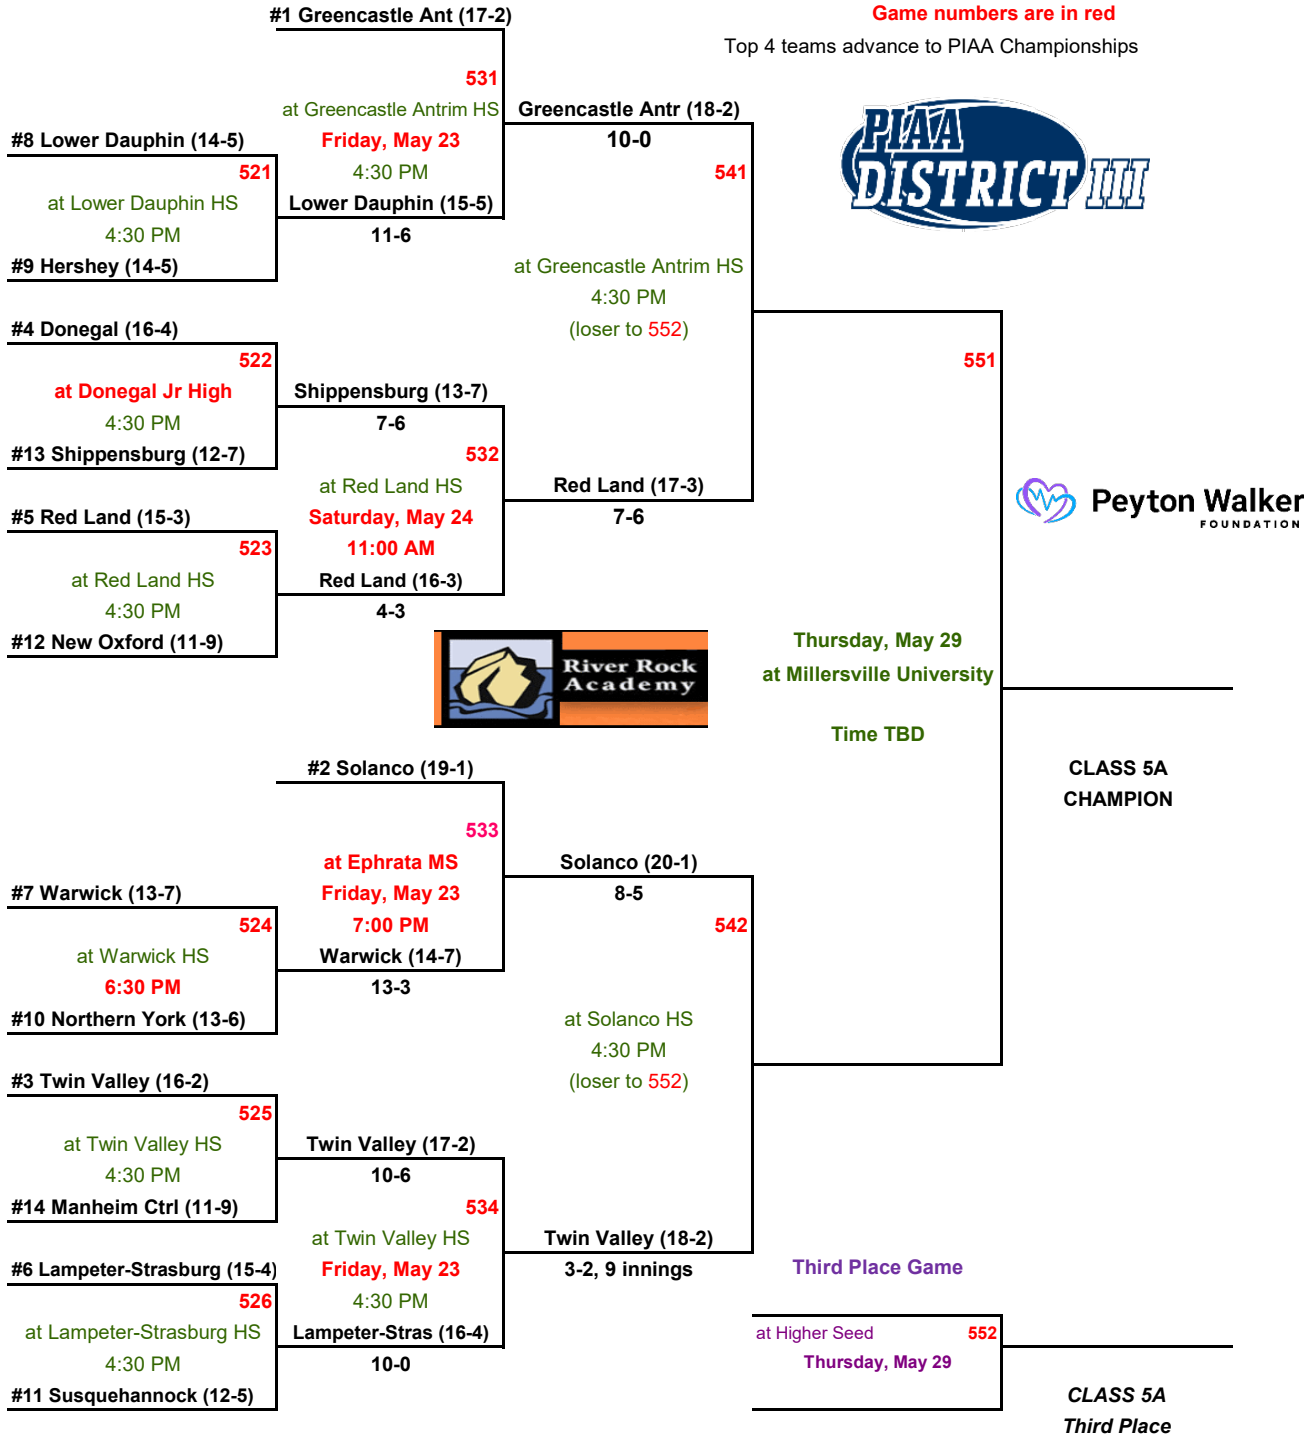 #1 Greencastle Ant (17-2)
Game numbers are in red
Top 4 teams advance to PIAA Championships
531
at Greencastle Antrim HS
Greencastle Antr (18-2)
#8 Lower Dauphin (14-5)
Friday, May 23
10-0
PIAA
DISTRICT III
521
4:30 PM
541
at Lower Dauphin HS
Lower Dauphin (15-5)
4:30 PM
11-6
#9 Hershey (14-5)
at Greencastle Antrim HS
4:30 PM
(loser to 552)
#4 Donegal (16-4)
522
551
at Donegal Jr High
Shippensburg (13-7)
4:30 PM
7-6
#13 Shippensburg (12-7)
532
at Red Land HS
Red Land (17-3)
#5 Red Land (15-3)
Saturday, May 24
7-6
Peyton Walker
FOUNDATION
523
11:00 AM
at Red Land HS
Red Land (16-3)
4:30 PM
4-3
#12 New Oxford (11-9)
Thursday, May 29
at Millersville University
River Rock
Academy
Time TBD
#2 Solanco (19-1)
CLASS 5A
CHAMPION
533
at Ephrata MS
Solanco (20-1)
#7 Warwick (13-7)
Friday, May 23
8-5
524
7:00 PM
542
at Warwick HS
Warwick (14-7)
6:30 PM
13-3
#10 Northern York (13-6)
at Solanco HS
4:30 PM
#3 Twin Valley (16-2)
(loser to 552)
525
at Twin Valley HS
Twin Valley (17-2)
4:30 PM
10-6
#14 Manheim Ctrl (11-9)
534
at Twin Valley HS
Twin Valley (18-2)
#6 Lampeter-Strasburg (15-4)
Friday, May 23
3-2, 9 innings
Third Place Game
526
4:30 PM
at Lampeter-Strasburg HS
Lampeter-Stras (16-4)
at Higher Seed
552
4:30 PM
10-0
Thursday, May 29
#11 Susquehannock (12-5)
CLASS 5A
Third Place